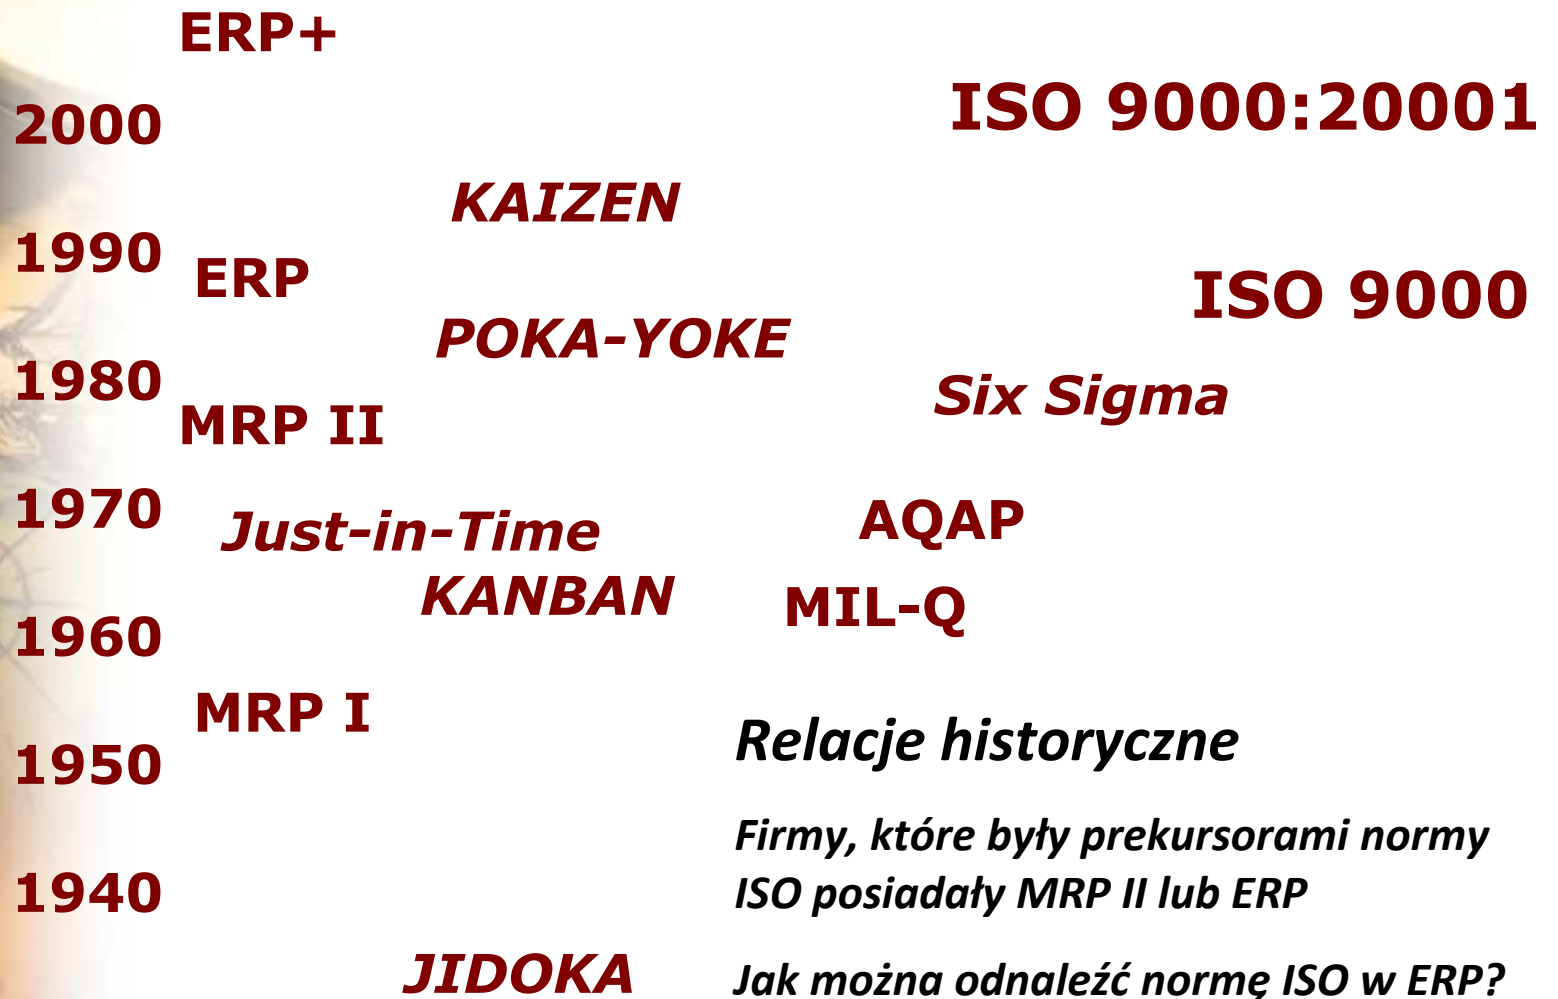 ERP+
2000
ISO 9000:20001
KAIZEN
1990
ERP
ISO 9000
POKA-YOKE
1980
Six Sigma
MRP II
1970
Just-in-Time
AQAP
KANBAN
MIL-Q
1960
MRP I
Relacje historyczne
1950
Firmy, które były prekursorami normy
ISO posiadały MRP II lub ERP
1940
JIDOKA
Jak można odnaleźć normę ISO w ERP?